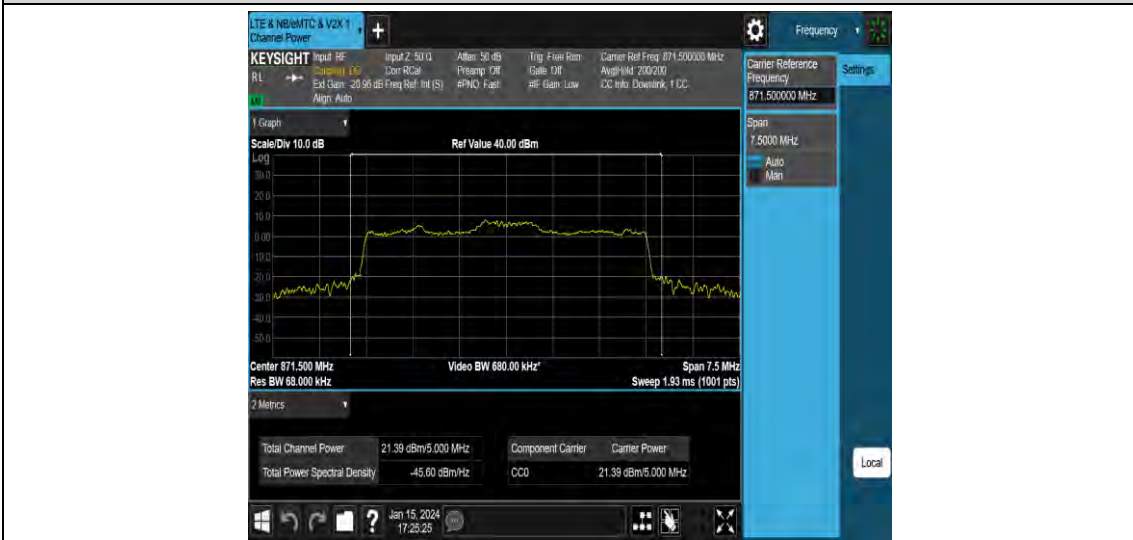 LTE & NB/eMTC & V2X 1
Channel Power
Frequency
KEYSIGHT Input: RF Input Z: 50 Ω Atten: 50 dB Trig: Free Run Carrier Ref Freq: 871.500000 MHz
RL Coupling: DC Corr RCal Preamp: Off Gate: Off Avg|Hold: 200/200
Ext Gain: -20.95 dB Freq Ref: Int (S) #PNO: Fast #IF Gain: Low CC Info: Downlink, 1 CC
Align: Auto
Carrier Reference
Frequency
871.500000 MHz
Settings
Span
7.5000 MHz
Auto
Man
1 Graph
Scale/Div 10.0 dB Ref Value 40.00 dBm
Log
30.0
20.0
10.0
0.00
-10.0
-20.0
-30.0
-40.0
-50.0
Center 871.500 MHz Video BW 680.00 kHz* Span 7.5 MHz
Res BW 68.000 kHz Sweep 1.93 ms (1001 pts)
2 Metrics
Total Channel Power 21.39 dBm/5.000 MHz Component Carrier Carrier Power
Total Power Spectral Density -45.60 dBm/Hz CC0 21.39 dBm/5.000 MHz
Local
? Jan 15, 2024
17:25:25